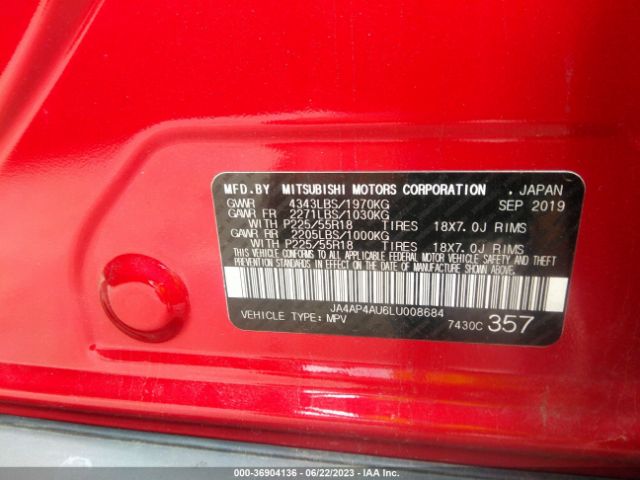 MFD.BY MITSUBISHI MOTORS CORPORATION . JAPAN
GVWR 4343LBS/1970KG SEP 2019
GAWR FR 2271LBS/1030KG
WITH P225/55R18 TIRES 18X7.0J RIMS
GAWR RR 2205LBS/1000KG
WITH P225/55R18 TIRES 18X7.0J RIMS
THIS VEHICLE CONFORMS TO ALL APPLICABLE FEDERAL MOTOR VEHICLE SAFETY, AND THEFT
PREVENTION STANDARDS IN EFFECT ON THE DATE OF MANUFACTURE SHOWN ABOVE.
JA4AP4AU6LU008684
VEHICLE TYPE:MPV 7430C 357
000-36904136 - 06/22/2023 - IAA Inc.